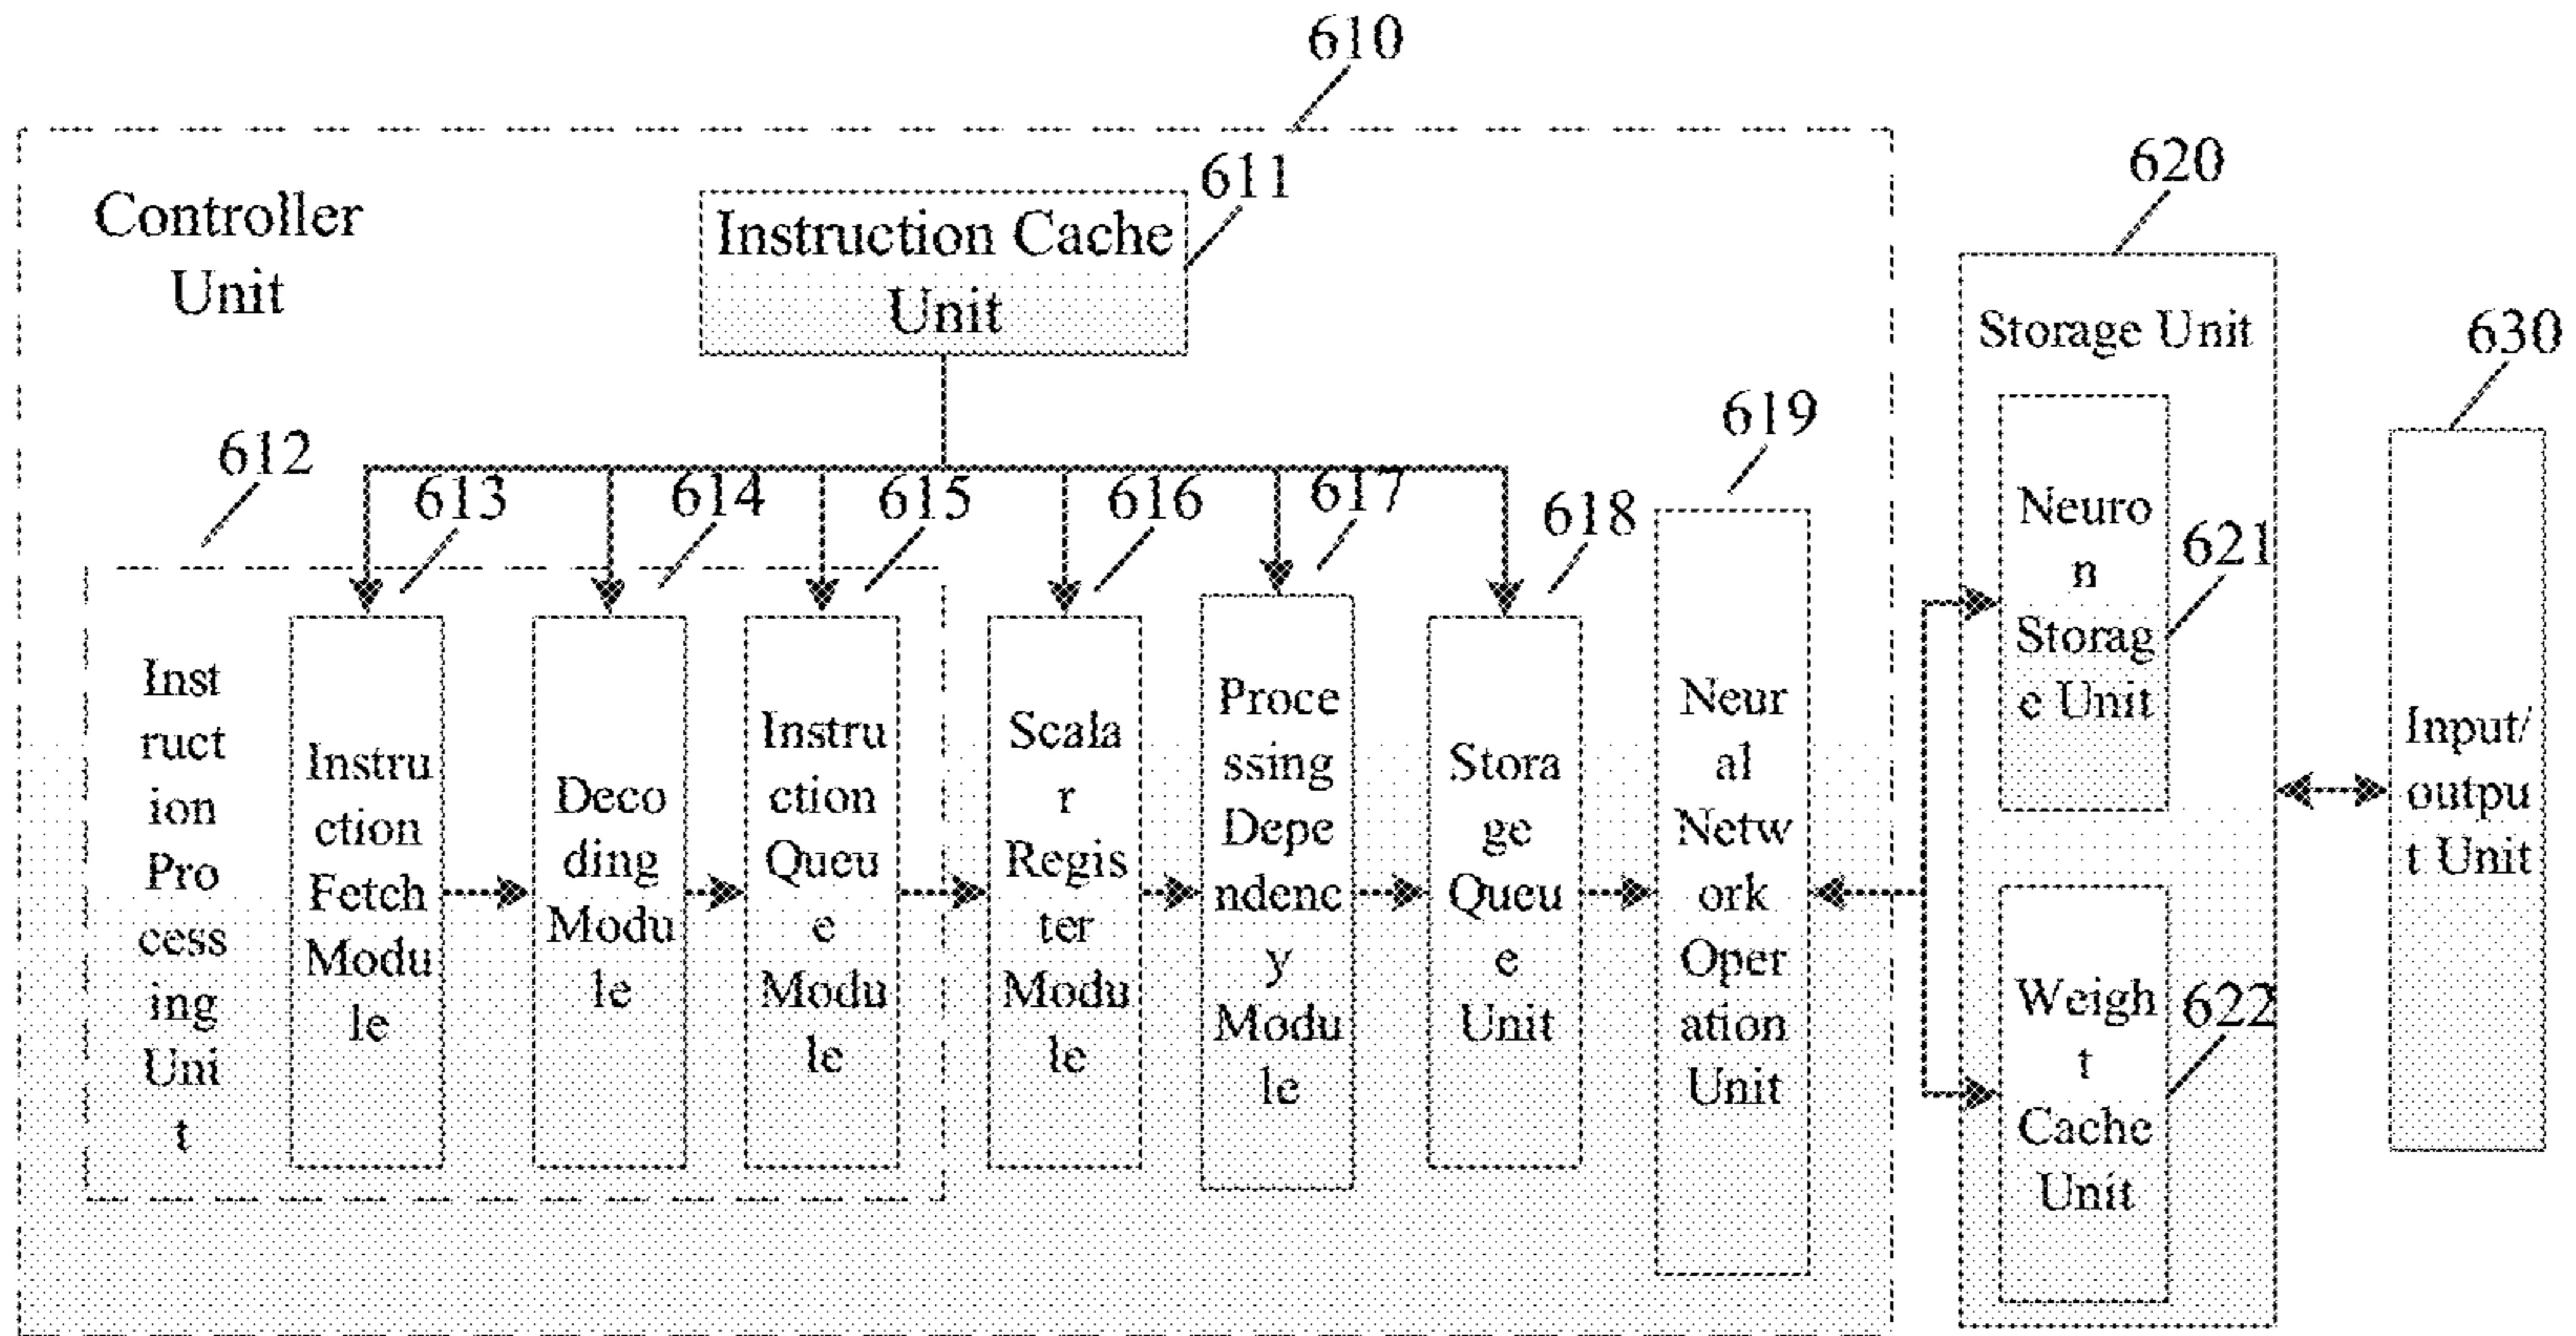 610
Controller
Unit
611
Instruction Cache
Unit
612
613
614
615
616
617
618
619
Inst
ruct
ion
Pro
cess
ing
Uni
t
Instru
ction
Fetch
Modu
le
Deco
ding
Modu
le
Instru
ction
Queu
e
Modu
le
Scala
r
Regis
ter
Modu
le
Proce
ssing
Depe
ndenc
y
Modu
le
Stora
ge
Queu
e
Unit
Neur
al
Netw
ork
Oper
ation
Unit
620
Storage Unit
Neuro
n
Storag
e Unit
621
Weigh
t
Cache
Unit
622
630
Input/
outpu
t Unit